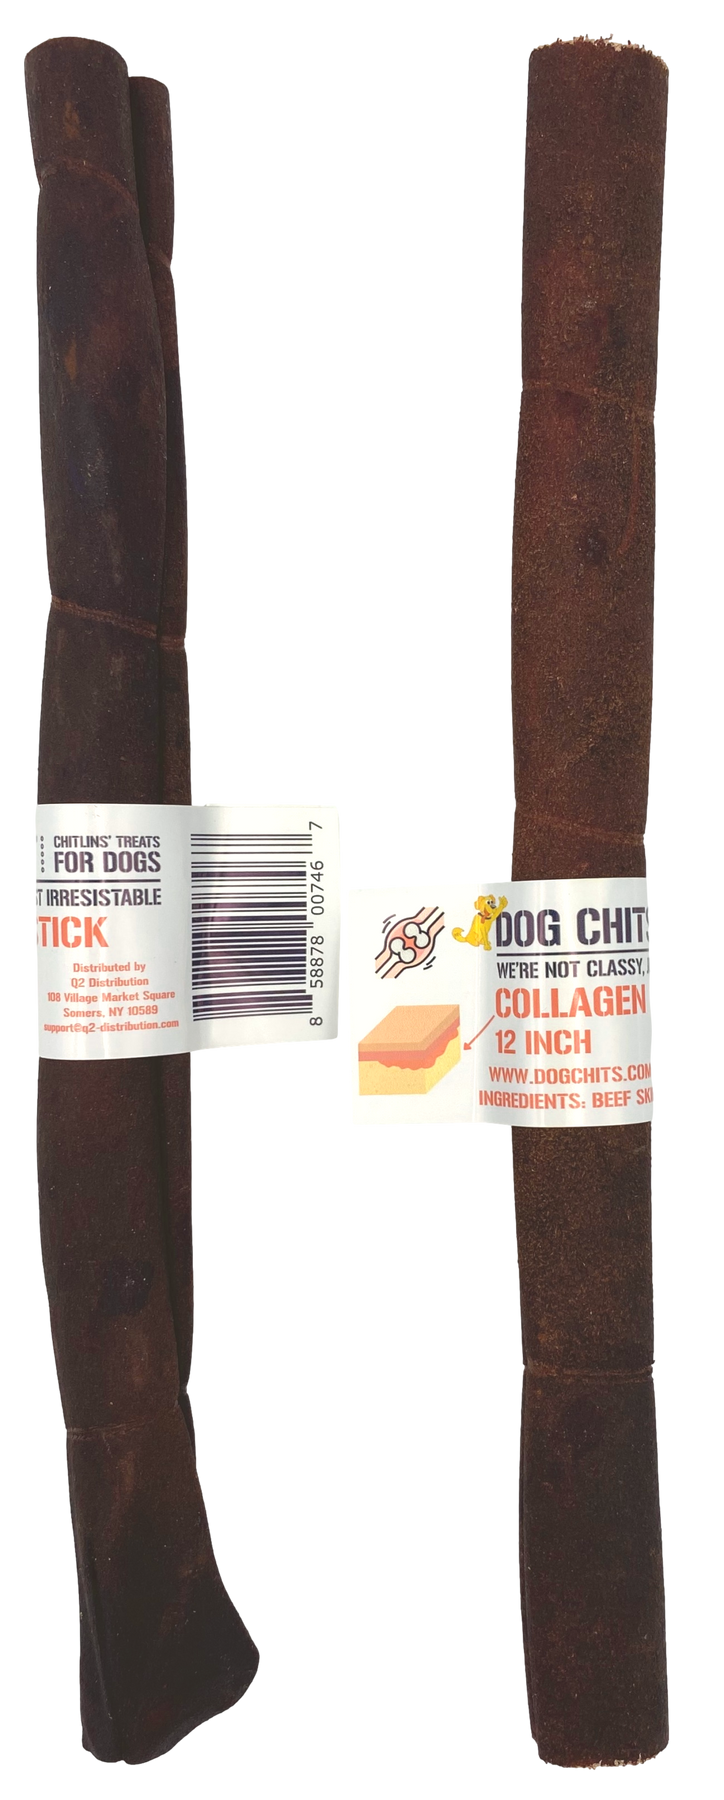 CHITLINS' TREATS
FOR DOGS
ST IRRESISTABLE
STICK
Distributed by
Q2 Distribution
108 Village Market Square
Somers, NY 10589
support@q2-distribution.com
8 58878 00746 7
DOG CHITS
WE'RE NOT CLASSY,
COLLAGEN
12 INCH
WWW.DOGCHITS.COM
INGREDIENTS: BEEF SKI